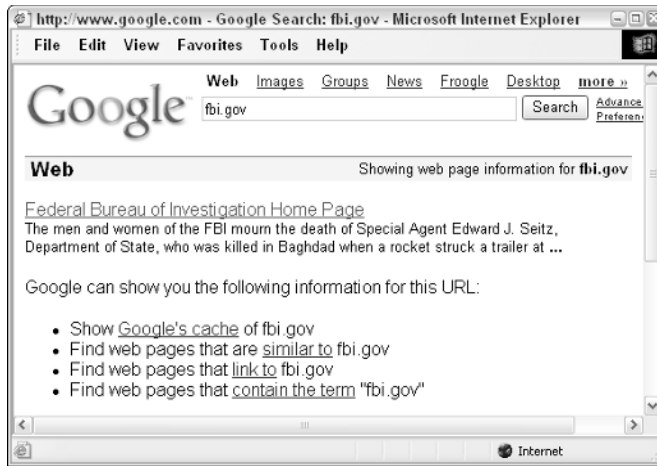 http://www.google.com - Google Search: fbi.gov - Microsoft Internet Explorer
File Edit View Favorites Tools Help
Web Images Groups News Froogle Desktop more »
Google™
fbi.gov Search Advance
Preferen
Web Showing web page information for fbi.gov
Federal Bureau of Investigation Home Page
The men and women of the FBI mourn the death of Special Agent Edward J. Seitz,
Department of State, who was killed in Baghdad when a rocket struck a trailer at ...
Google can show you the following information for this URL:
• Show Google's cache of fbi.gov
• Find web pages that are similar to fbi.gov
• Find web pages that link to fbi.gov
• Find web pages that contain the term "fbi.gov"
Internet